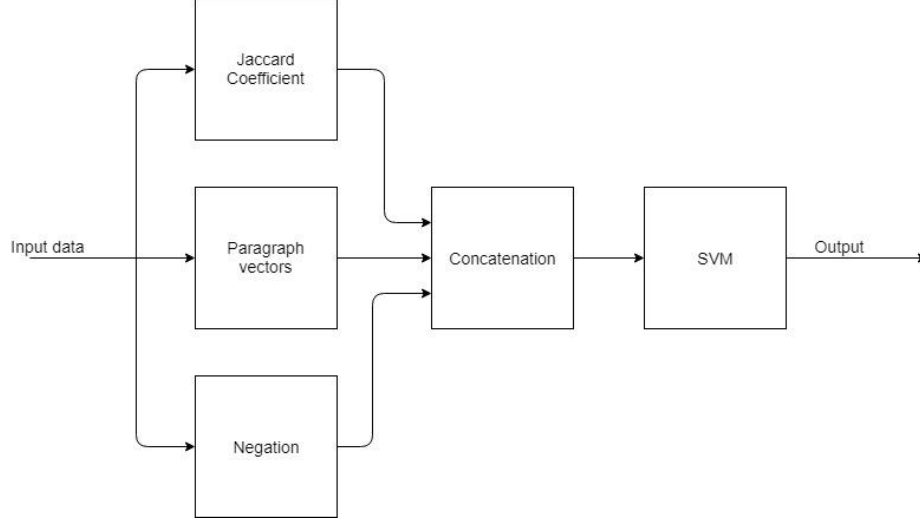 Jaccard
Coefficient
Input data
Paragraph
vectors
Concatenation
SVM
Output
Negation